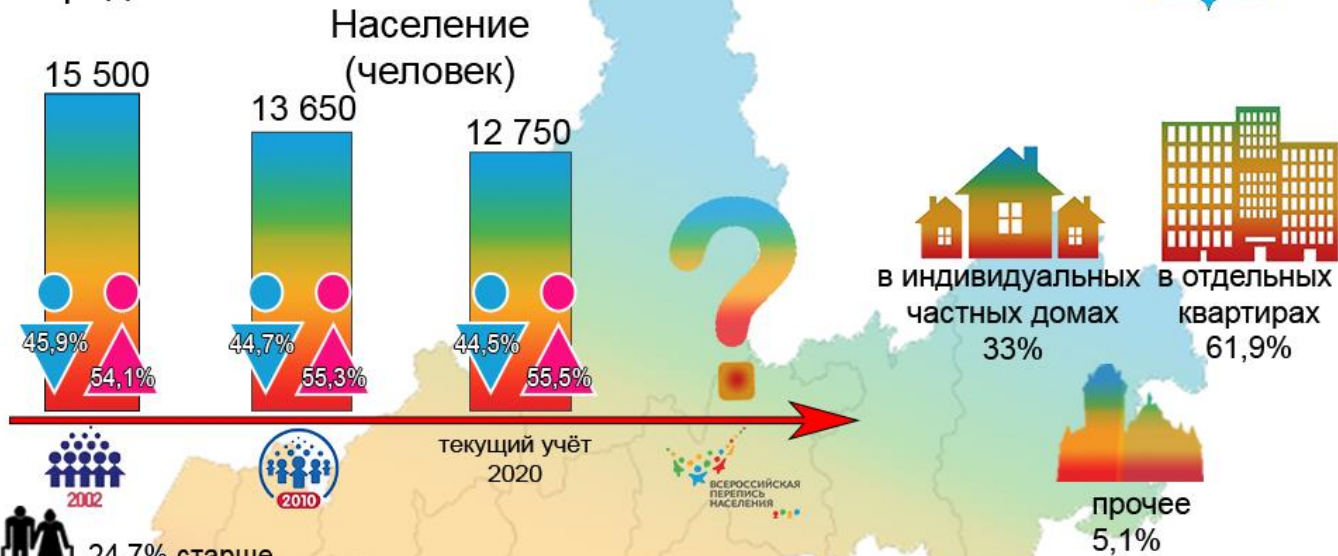 Население
(человек)
15 500
13 650
12 750
45,9%
54,1%
44,7%
55,3%
44,5%
55,5%
2002
2010
текущий учёт
2020
ВСЕРОССИЙСКАЯ
ПЕРЕПИСЬ
НАСЕЛЕНИЯ
в индивидуальных
частных домах
33%
в отдельных
квартирах
61,9%
прочее
5,1%
24,7% старше